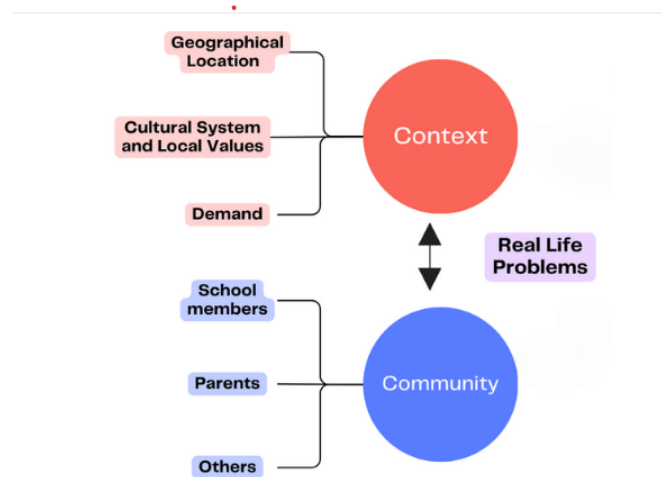 Geographical
Location
Context
Cultural System
and Local Values
Demand
Real Life
Problems
School
members
Parents
Community
Others